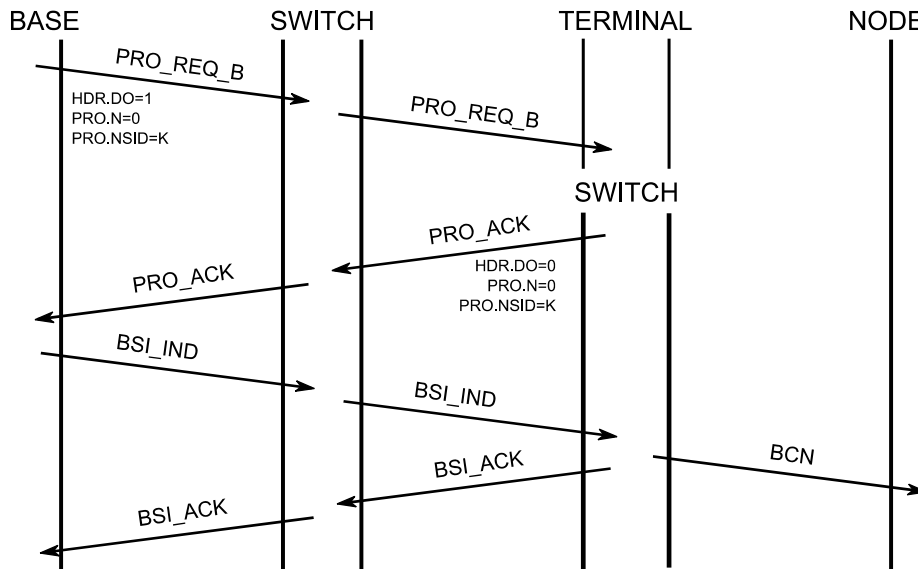 BASE
SWITCH
TERMINAL
NODE
PRO_REQ_B
HDR.DO=1
PRO.N=0
PRO.NSID=K
PRO_REQ_B
SWITCH
PRO_ACK
HDR.DO=0
PRO.N=0
PRO.NSID=K
PRO_ACK
BSI_IND
BSI_IND
BCN
BSI_ACK
BSI_ACK